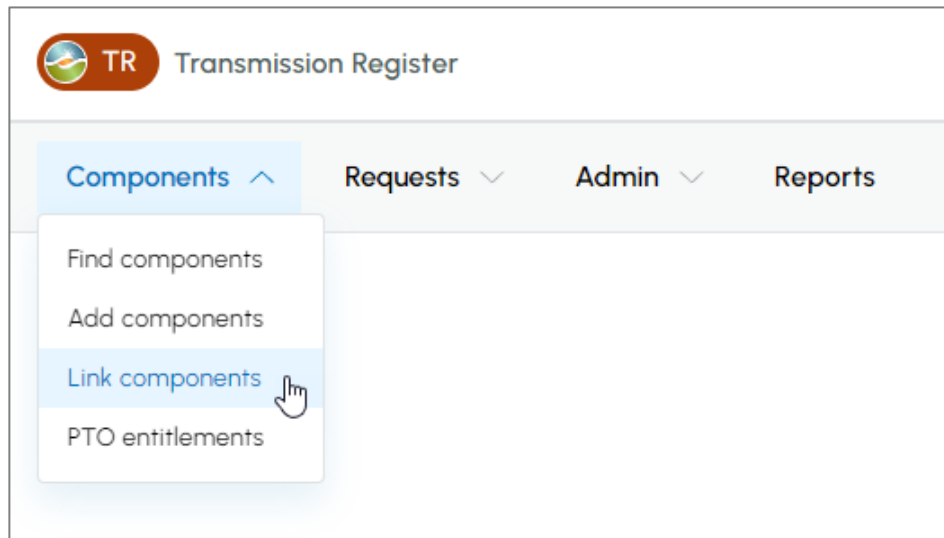 TR Transmission Register
Components Requests Admin Reports
Find components
Add components
Link components
PTO entitlements